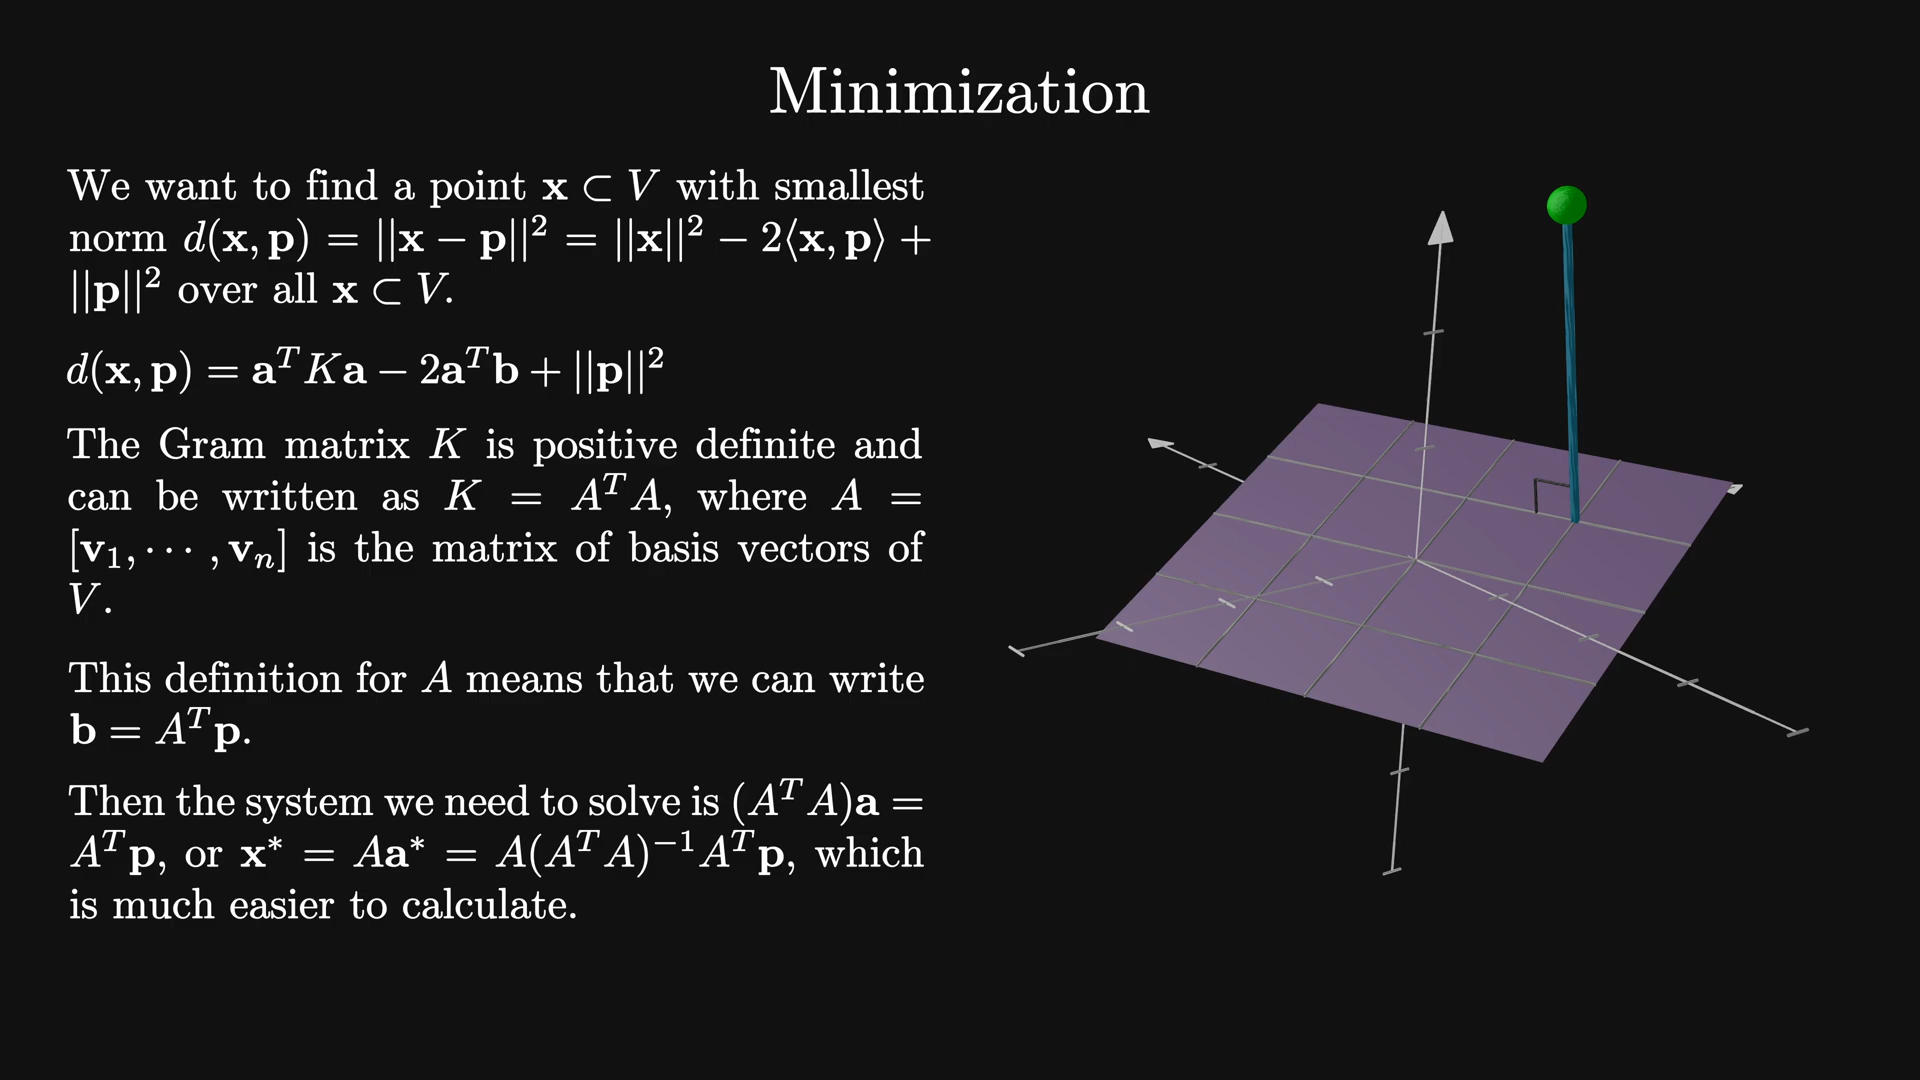 Minimization
We want to find a point x ⊂ V with smallest
norm d(x, p) = ||x − p||² = ||x||² − 2⟨x, p⟩ +
||p||² over all x ⊂ V.
d(x, p) = aᵀKa − 2aᵀb + ||p||²
The Gram matrix K is positive definite and
can be written as K = AᵀA, where A =
[v₁, ⋯ , vₙ] is the matrix of basis vectors of
V.
This definition for A means that we can write
b = Aᵀp.
Then the system we need to solve is (AᵀA)a =
Aᵀp, or x* = Aa* = A(AᵀA)⁻¹Aᵀp, which
is much easier to calculate.